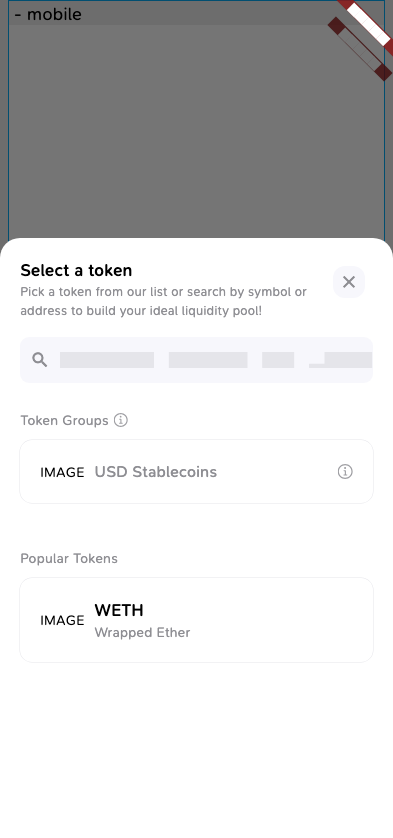 - mobile
Select a token
Pick a token from our list or search by symbol or
address to build your ideal liquidity pool!
Token Groups
IMAGE USD Stablecoins
Popular Tokens
IMAGE
WETH
Wrapped Ether